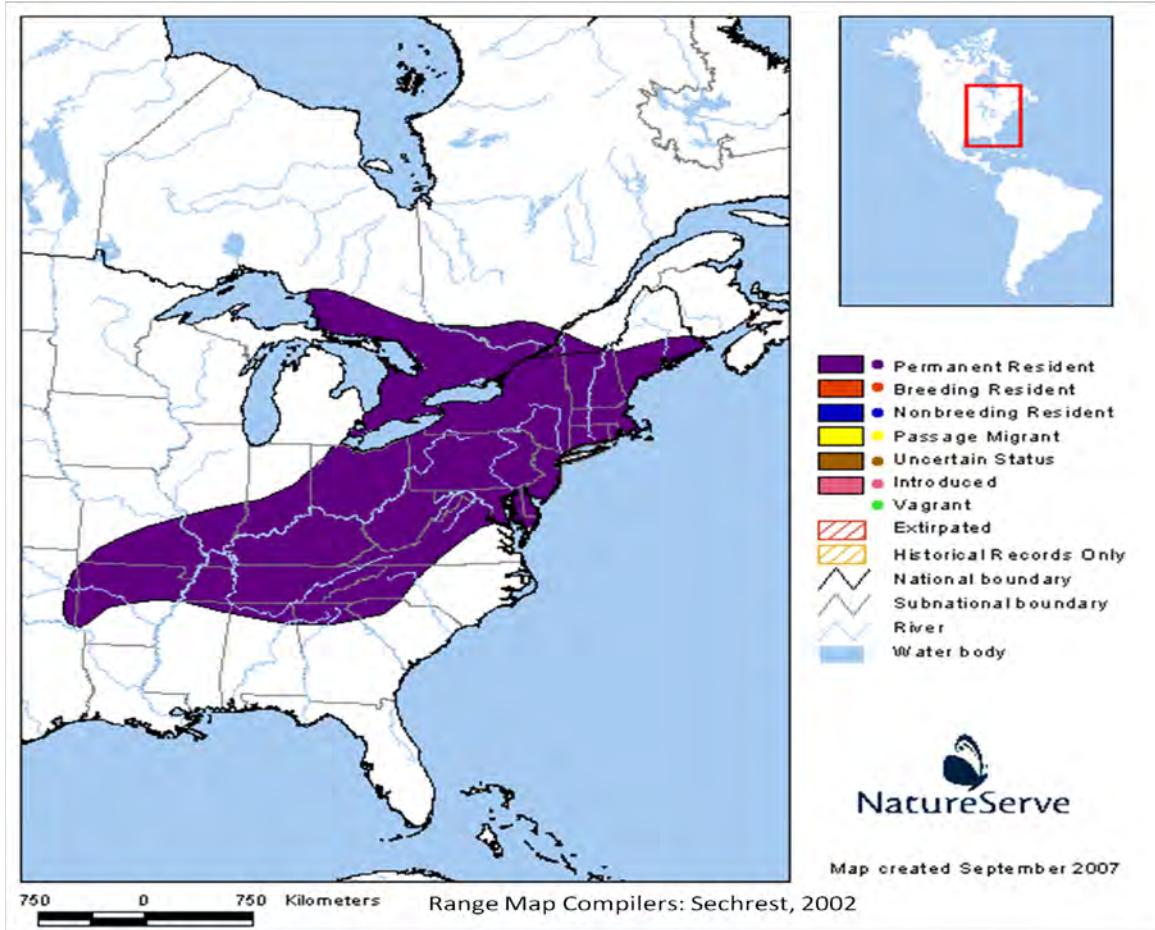 Permanent Resident
Breeding Resident
Nonbreeding Resident
Passage Migrant
Uncertain Status
Introduced
Vagrant
Extirpated
Historical Records Only
National boundary
Subnational boundary
River
Water body
NatureServe
Map created September 2007
750 0 750 Kilometers
Range Map Compilers: Sechrest, 2002